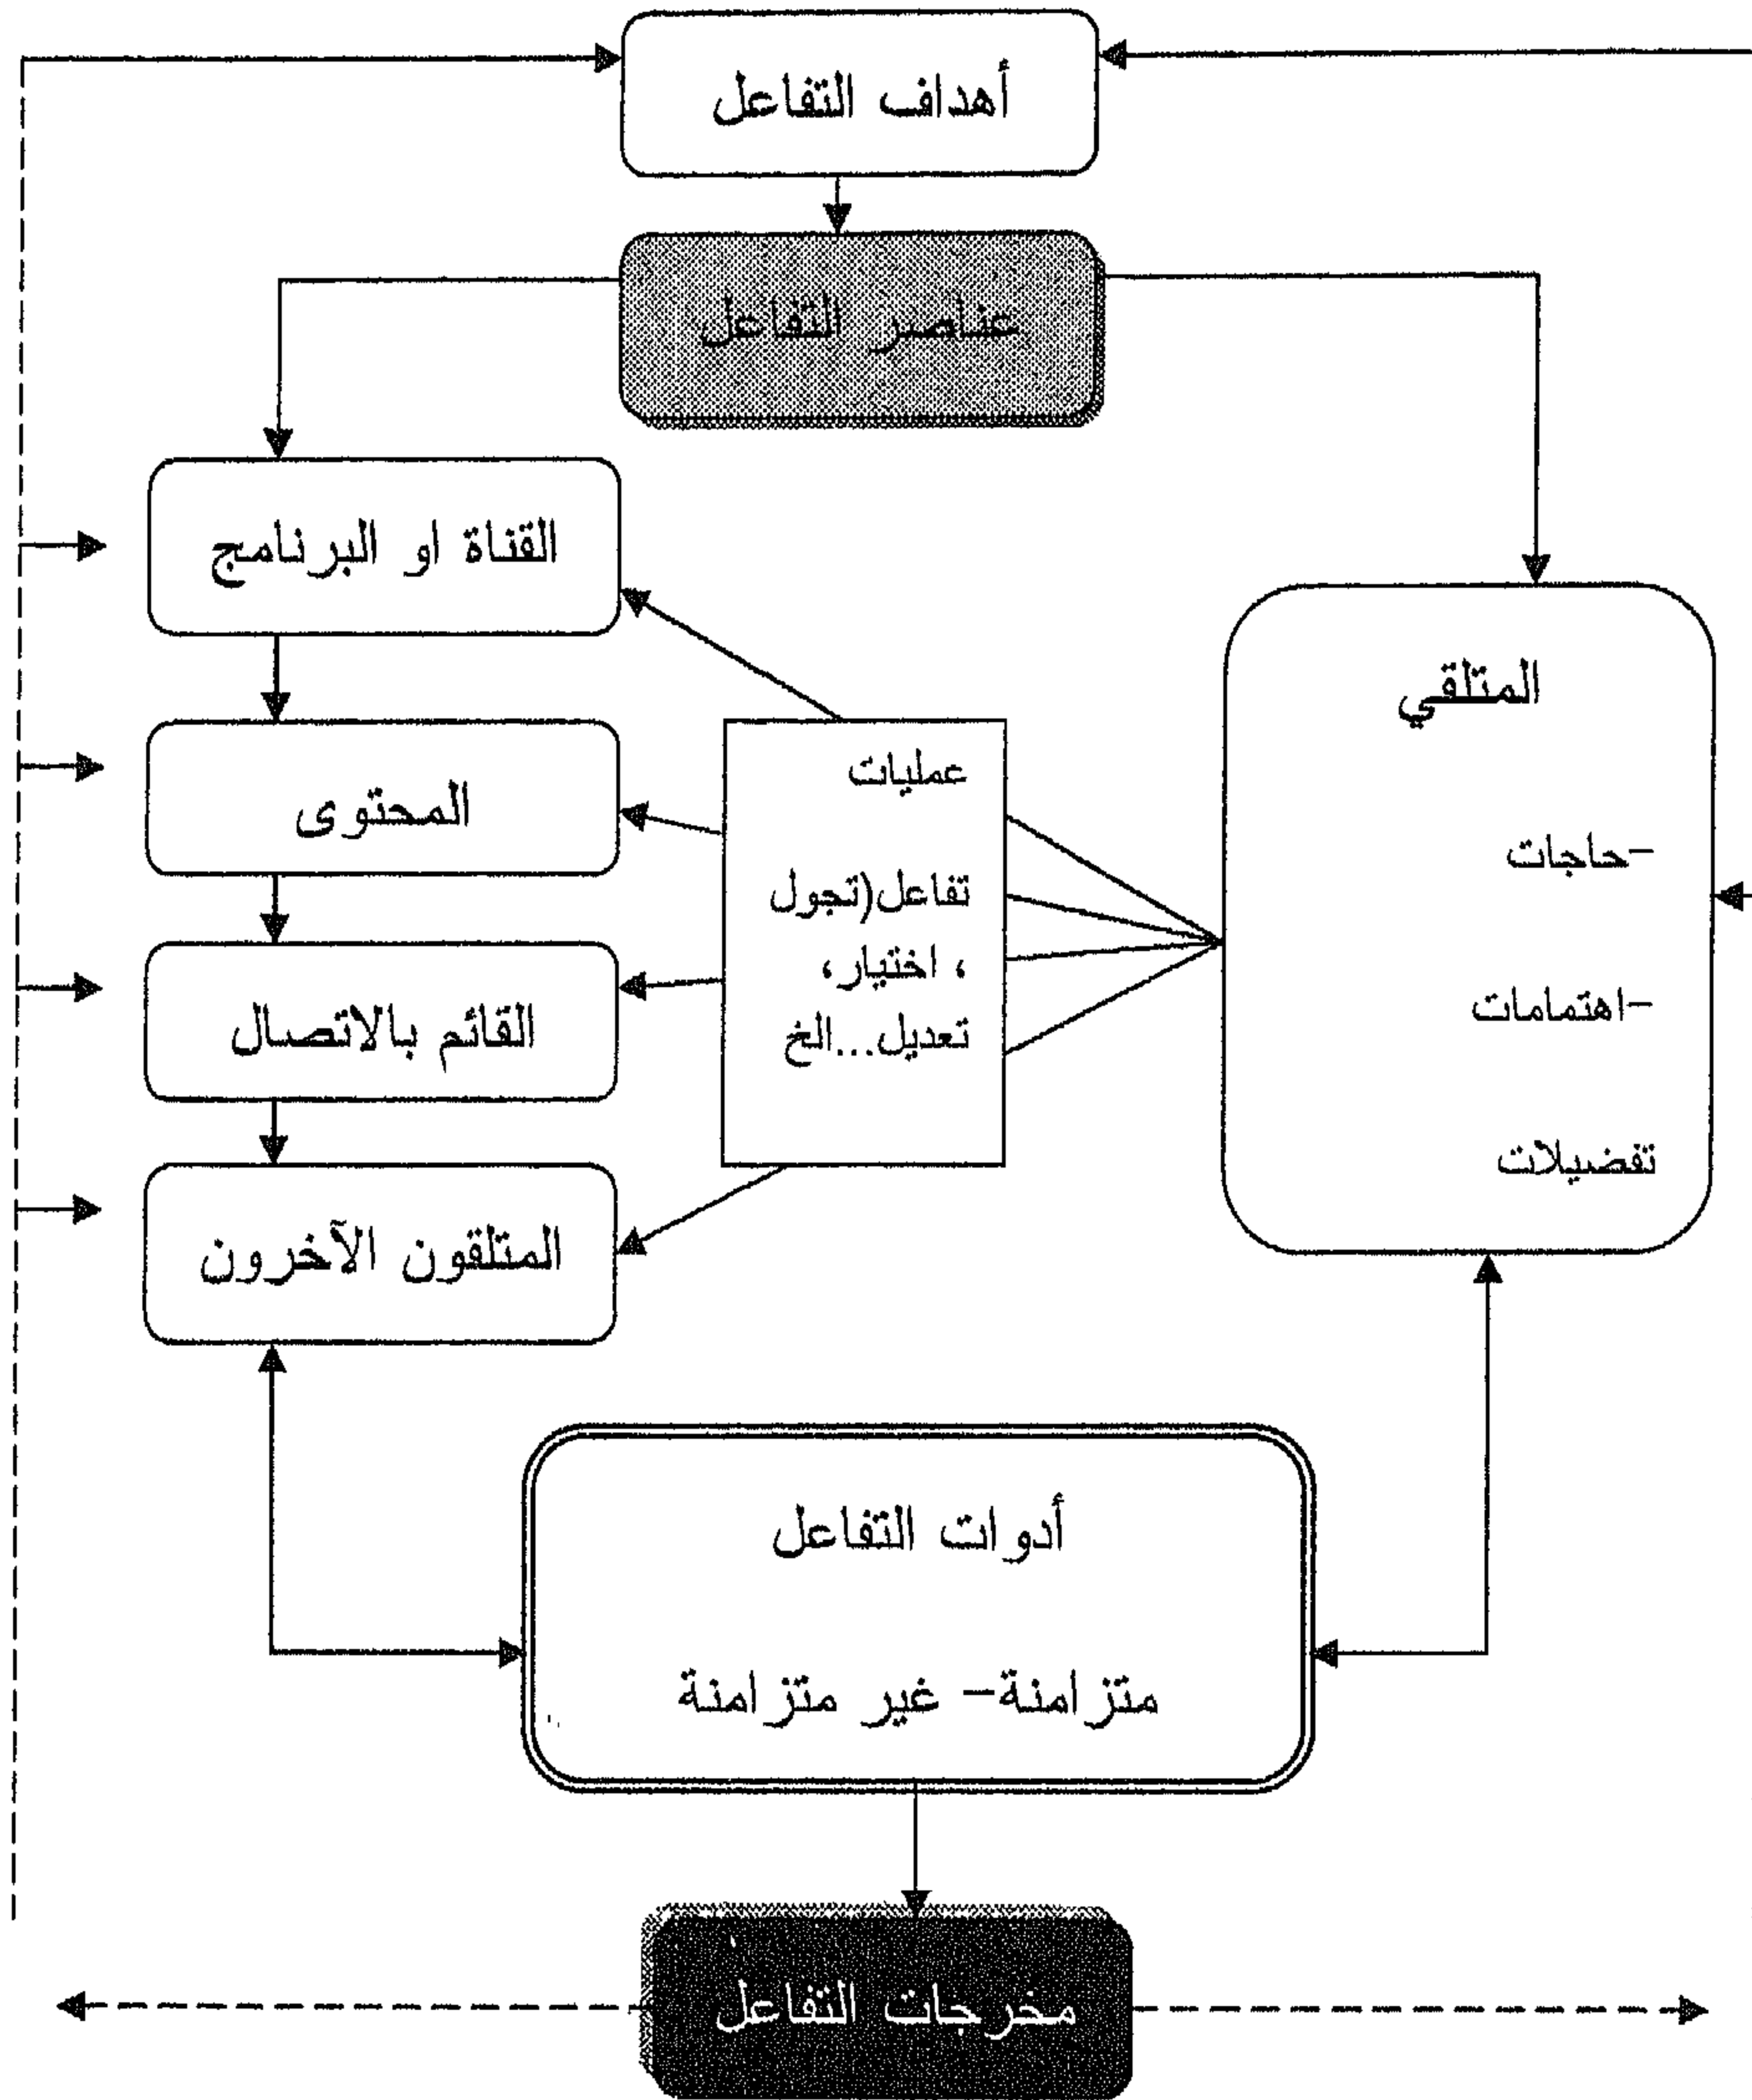 أهداف التفاعل
عناصر التفاعل
القناة او البرنامج
المتلقي
-حاجات
-اهتمامات
تفضيلات
عمليات
تفاعل(تجول
، اختيار،
تعديل...الخ
المحتوى
القائم بالاتصال
المتلقون الآخرون
أدوات التفاعل
متزامنة- غير متزامنة
مخرجات التفاعل